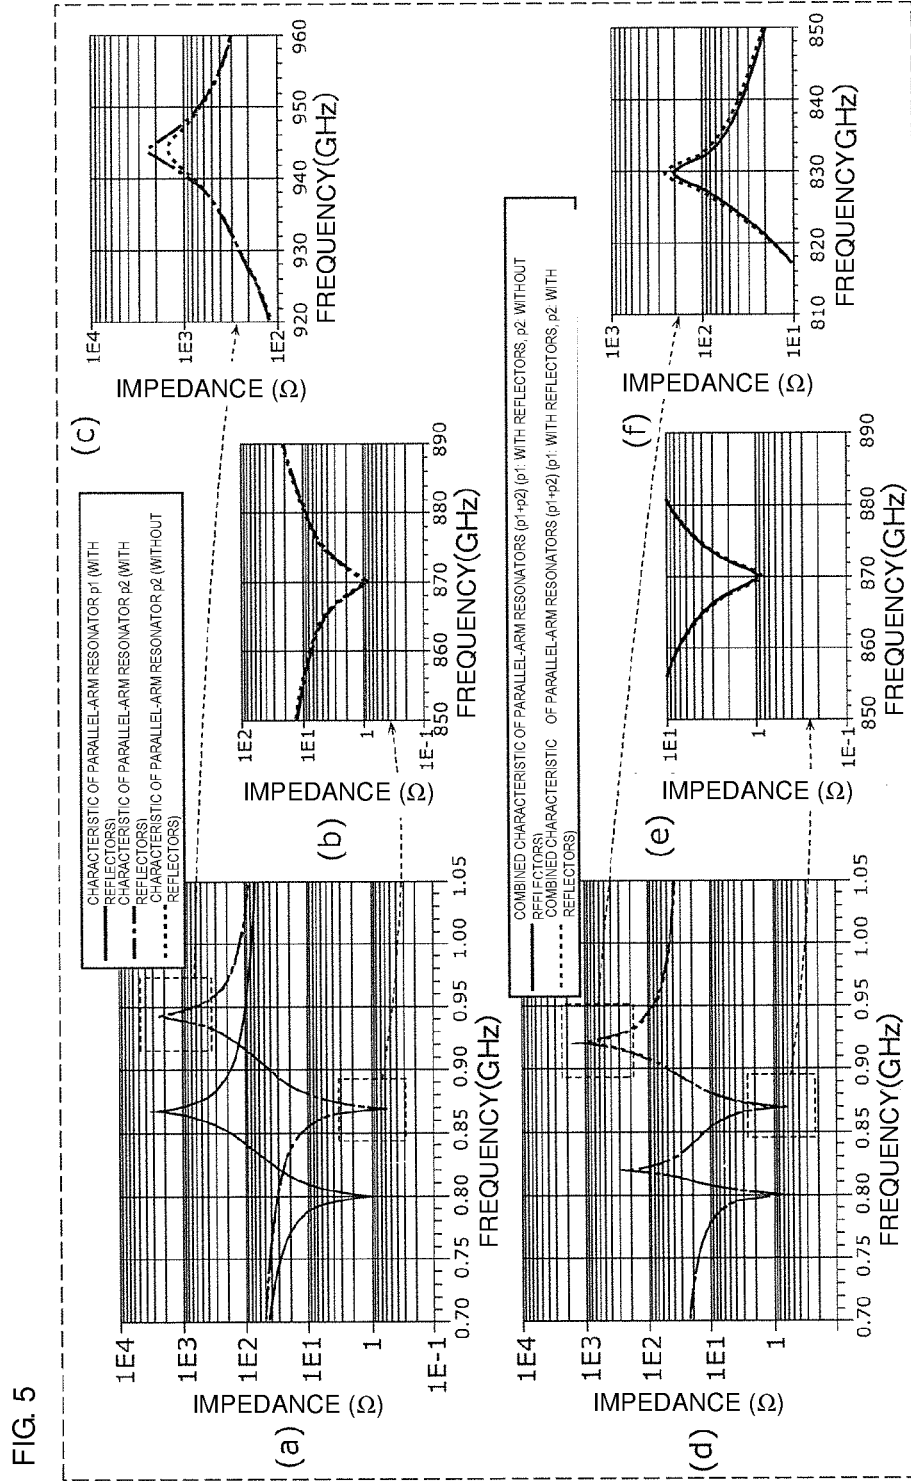 FIG. 5
(a)
IMPEDANCE (Ω)
1E4
1E3
1E2
1E1
1
1E-1
0.70
0.75
0.80
0.85
0.90
0.95
1.00
1.05
FREQUENCY(GHz)
CHARACTERISTIC OF PARALLEL-ARM RESONATOR p1 (WITH
REFLECTORS)
CHARACTERISTIC OF PARALLEL-ARM RESONATOR p2 (WITH
REFLECTORS)
CHARACTERISTIC OF PARALLEL-ARM RESONATOR p2 (WITHOUT
REFLECTORS)
(b)
IMPEDANCE (Ω)
1E2
1E1
1
1E-1
850
860
870
880
890
FREQUENCY(GHz)
(c)
IMPEDANCE (Ω)
1E4
1E3
1E2
920
930
940
950
960
FREQUENCY(GHz)
(d)
IMPEDANCE (Ω)
1E4
1E3
1E2
1E1
1
0.70
0.75
0.80
0.85
0.90
0.95
1.00
1.05
FREQUENCY(GHz)
COMBINED CHARACTERISTIC OF PARALLEL-ARM RESONATORS (p1+p2) (p1: WITH REFLECTORS, p2: WITHOUT
REFLECTORS)
COMBINED CHARACTERISTIC OF PARALLEL-ARM RESONATORS (p1+p2) (p1: WITH REFLECTORS, p2: WITH
REFLECTORS)
(e)
IMPEDANCE (Ω)
1E1
1
1E-1
850
860
870
880
890
FREQUENCY(GHz)
(f)
IMPEDANCE (Ω)
1E3
1E2
1E1
810
820
830
840
850
FREQUENCYGHz)